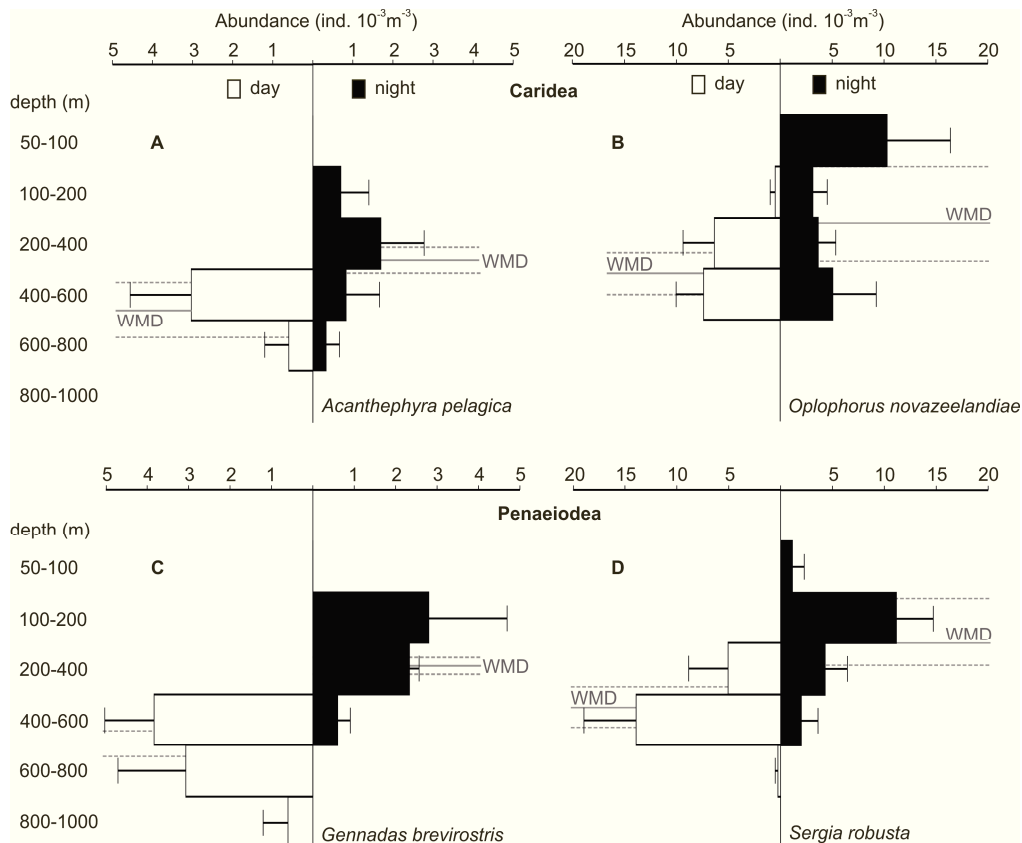 Abundance (ind. 10⁻³m⁻³) Abundance (ind. 10⁻³m⁻³)
5 4 3 2 1 1 2 3 4 5 20 10 5 5 10 20
day night Caridea day night
depth (m)
50-100 A B
100-200
WMD
200-400
WMD WMD
400-600
WMD
600-800
800-1000
Acanthephyra pelagica Oplophorus novazeelandiae
5 4 3 2 1 1 2 3 4 5 20 10 5 5 10 20
Penaeiodea
depth (m)
50-100 C D
100-200
WMD
200-400 WMD
WMD
400-600
600-800
800-1000
Gennadas brevirostris Sergia robusta